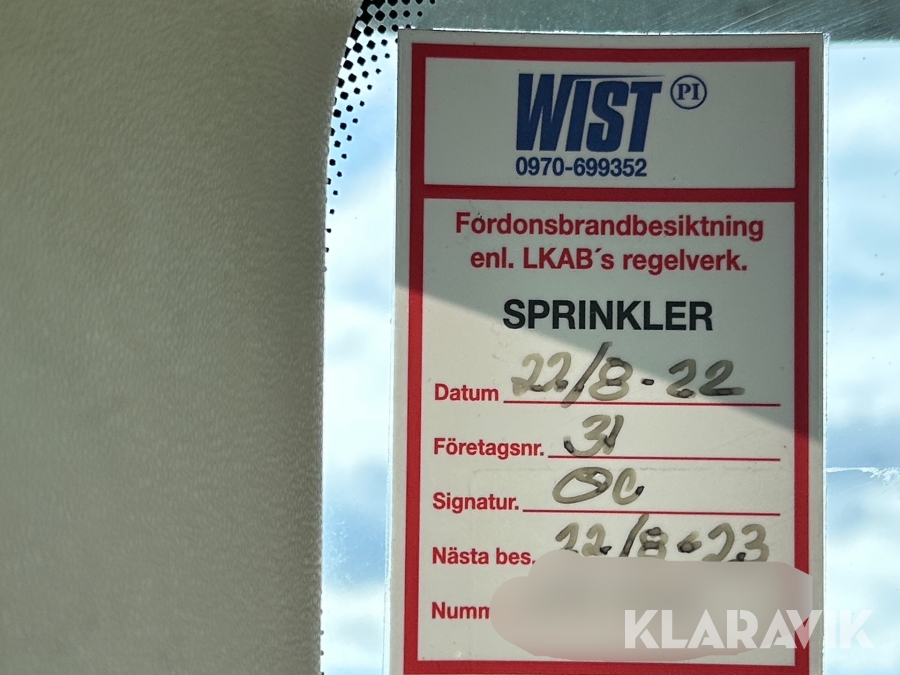 WIST PI
0970-699352
Fordonsbrandbesiktning
enl. LKAB´s regelverk.
SPRINKLER
Datum 22/8-22
Företagsnr. 31
Signatur. OC
Nästa bes. 22/8-23
Numm
KLARAVIK